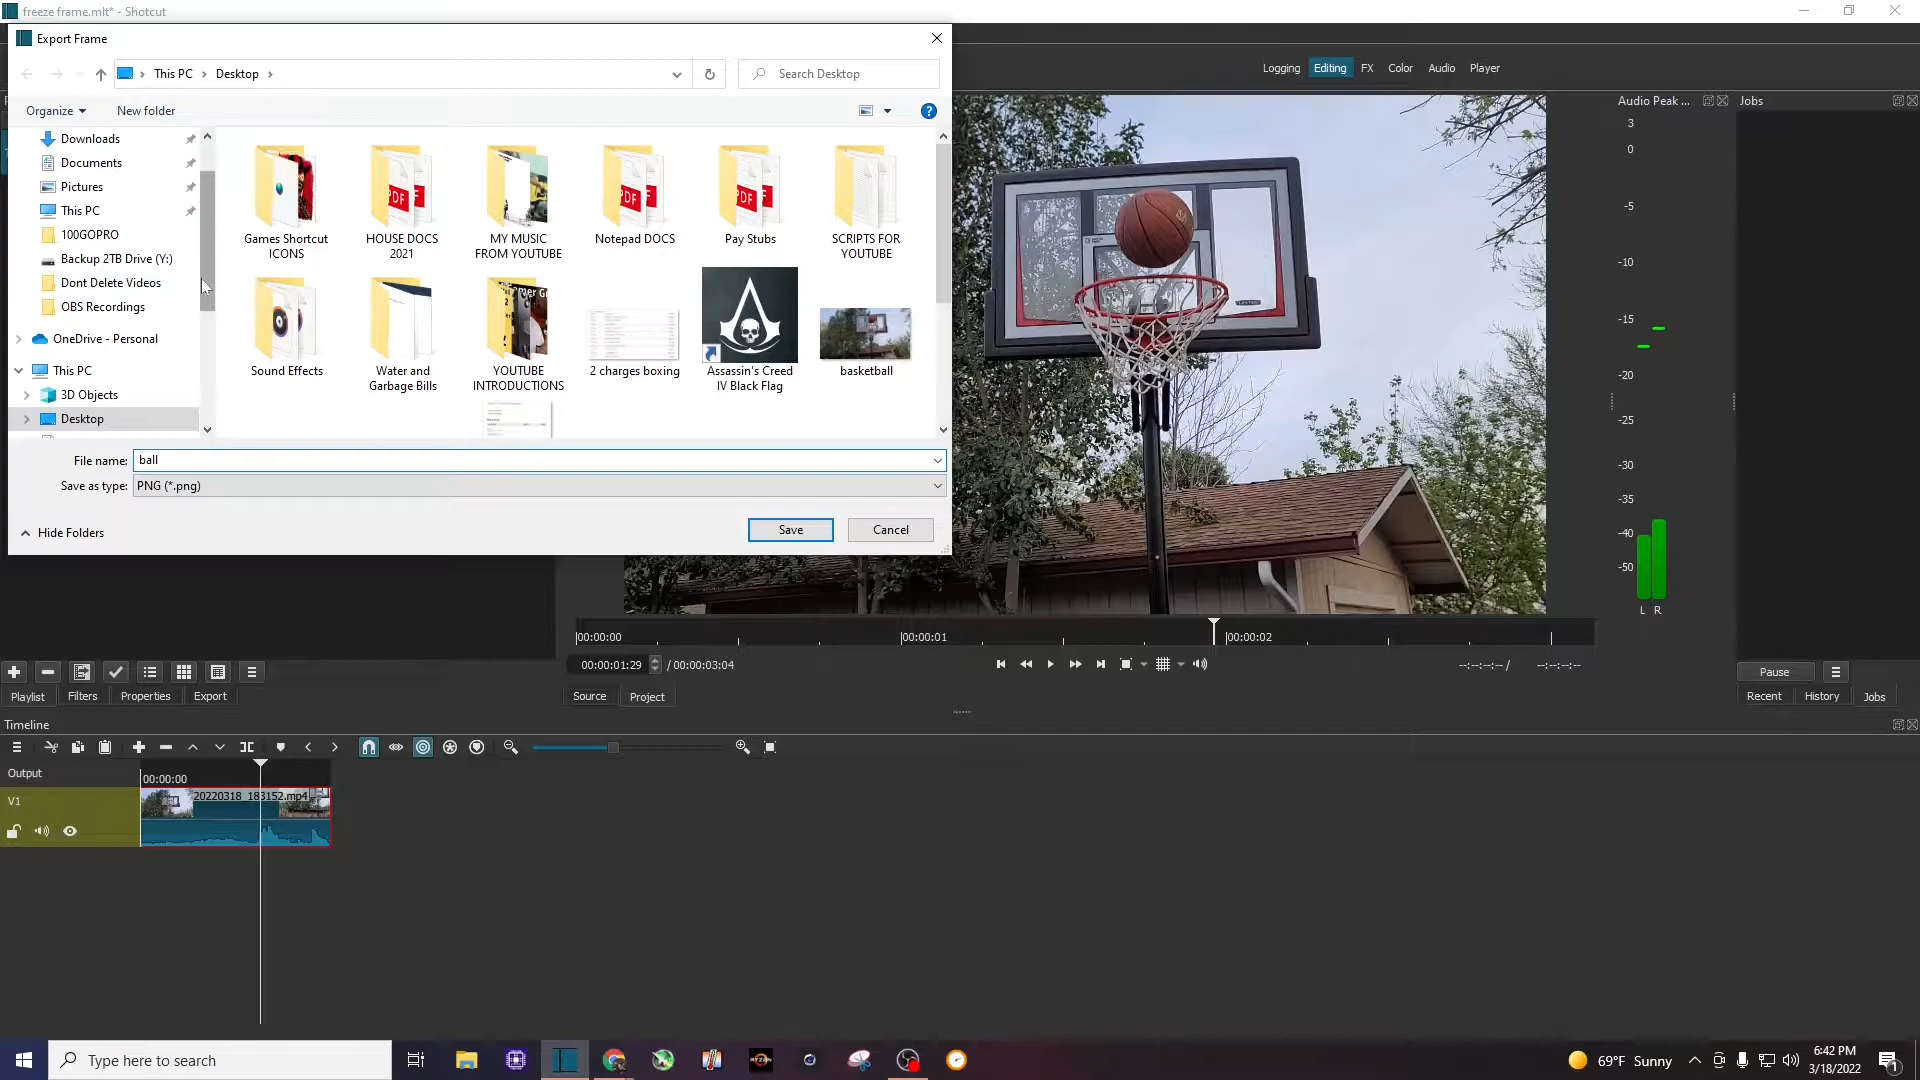 freeze frame.mlt* - Shotcut
Export Frame
This PC
Desktop
Search Desktop
Organize
New folder
Downloads
Documents
Pictures
This PC
100GOPRO
Backup 2TB Drive (Y:)
Dont Delete Videos
OBS Recordings
OneDrive - Personal
This PC
3D Objects
Desktop
Games Shortcut
ICONS
HOUSE DOCS
2021
MY MUSIC
FROM YOUTUBE
Notepad DOCS
Pay Stubs
SCRIPTS FOR
YOUTUBE
Sound Effects
Water and
Garbage Bills
YOUTUBE
INTRODUCTIONS
2 charges boxing
Assassin's Creed
IV Black Flag
basketball
File name: ball
Save as type: PNG (*.png)
Hide Folders
Save
Cancel
Logging
Editing
FX
Color
Audio
Player
Audio Peak ...
Jobs
3
0
-5
-10
-15
-20
-25
-30
-35
-40
-50
L R
00:00:00
00:00:01
00:00:02
00:00:01:29 / 00:00:03:04
--:--:--:-- / --:--:--:--
Source
Project
Pause
Recent
History
Jobs
Playlist
Filters
Properties
Export
Timeline
Output
00:00:00
V1
20220318_183152.mp4
Type here to search
69°F Sunny
6:42 PM
3/18/2022
1